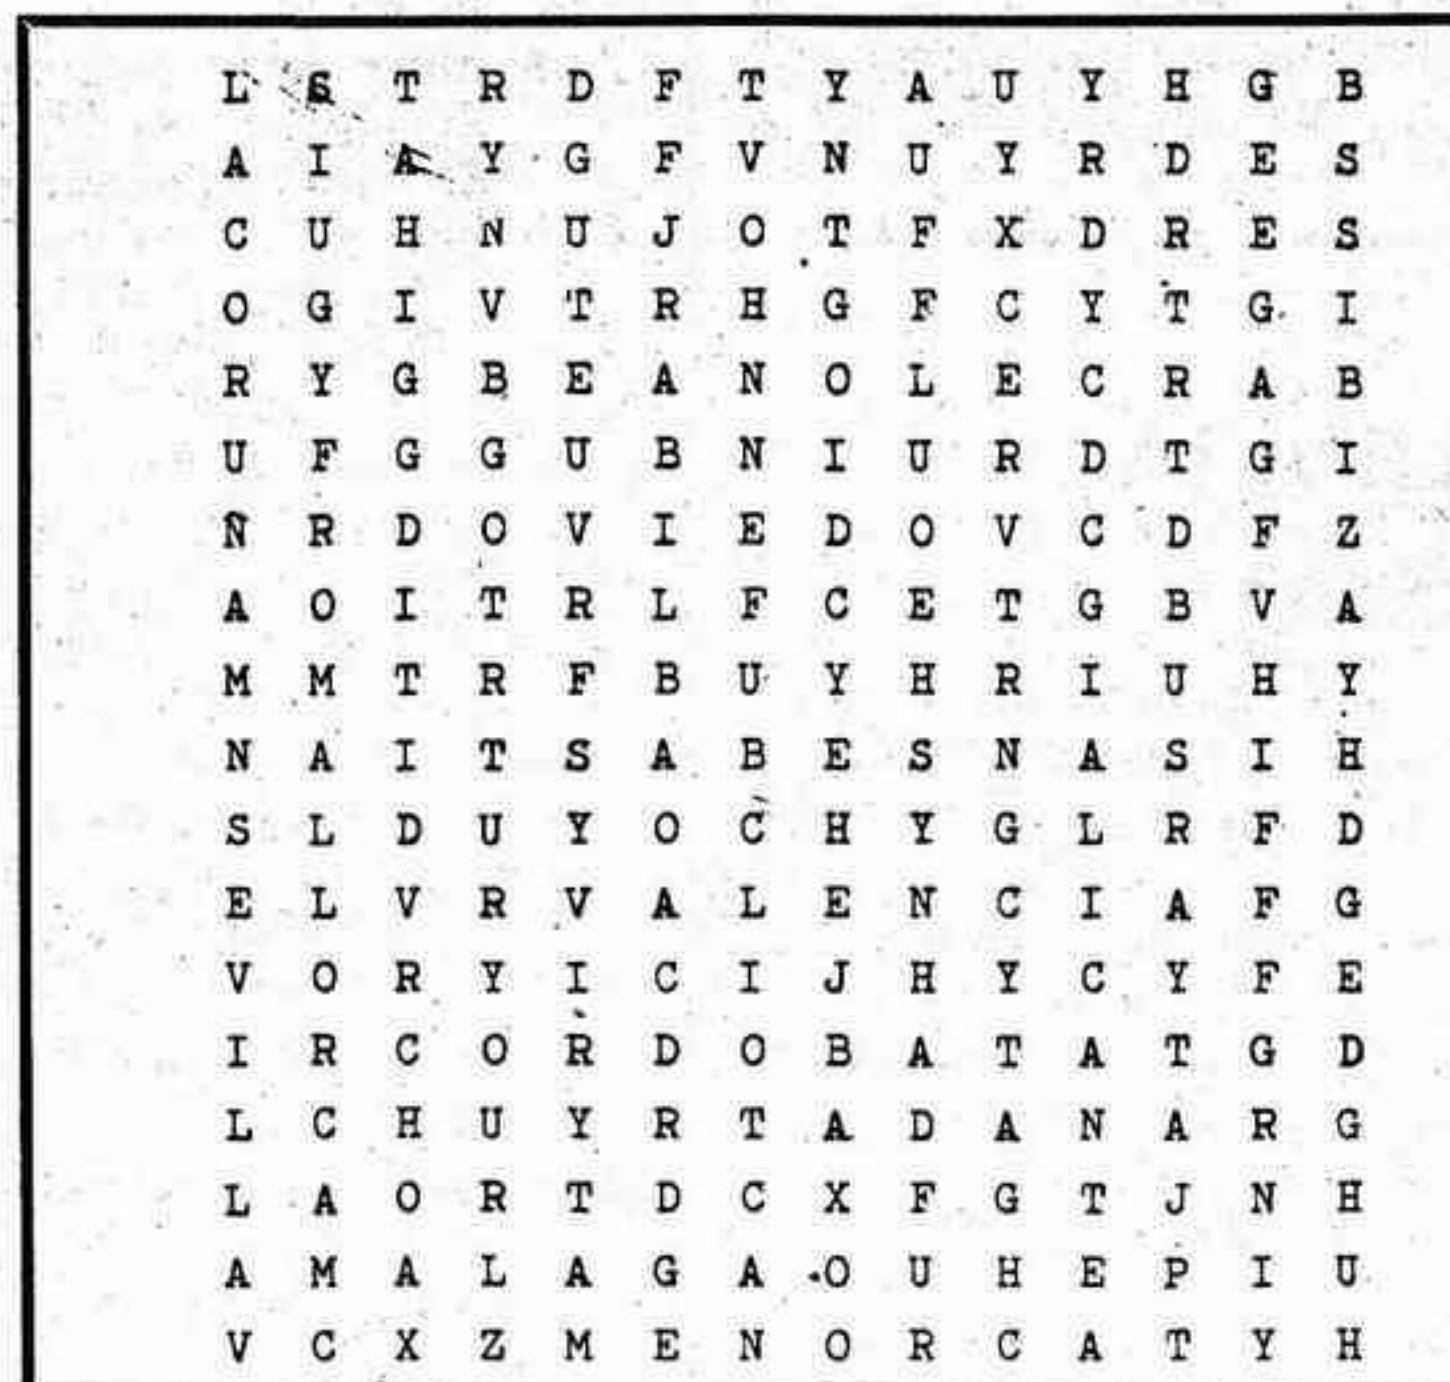 L S T R D F T Y A U Y H G B
A I A Y G F V N U Y R D E S
C U H N U J O T F X D R E S
O G I V T R H G F C Y T G I
R Y G B E A N O L E C R A B
U F G G U B N I U R D T G I
Ñ R D O V I E D O V C D F Z
A O I T R L F C E T G B V A
M M T R F B U Y H R I U H Y
N A I T S A B E S N A S I H
S L D U Y O C H Y G L R F D
E L V R V A L E N C I A F G
V O R Y I C I J H Y C Y F E
I R C O R D O B A T A T G D
L C H U Y R T A D A N A R G
L A O R T D C X F G T J N H
A M A L A G A O U H E P I U
V C X Z M E N O R C A T Y H